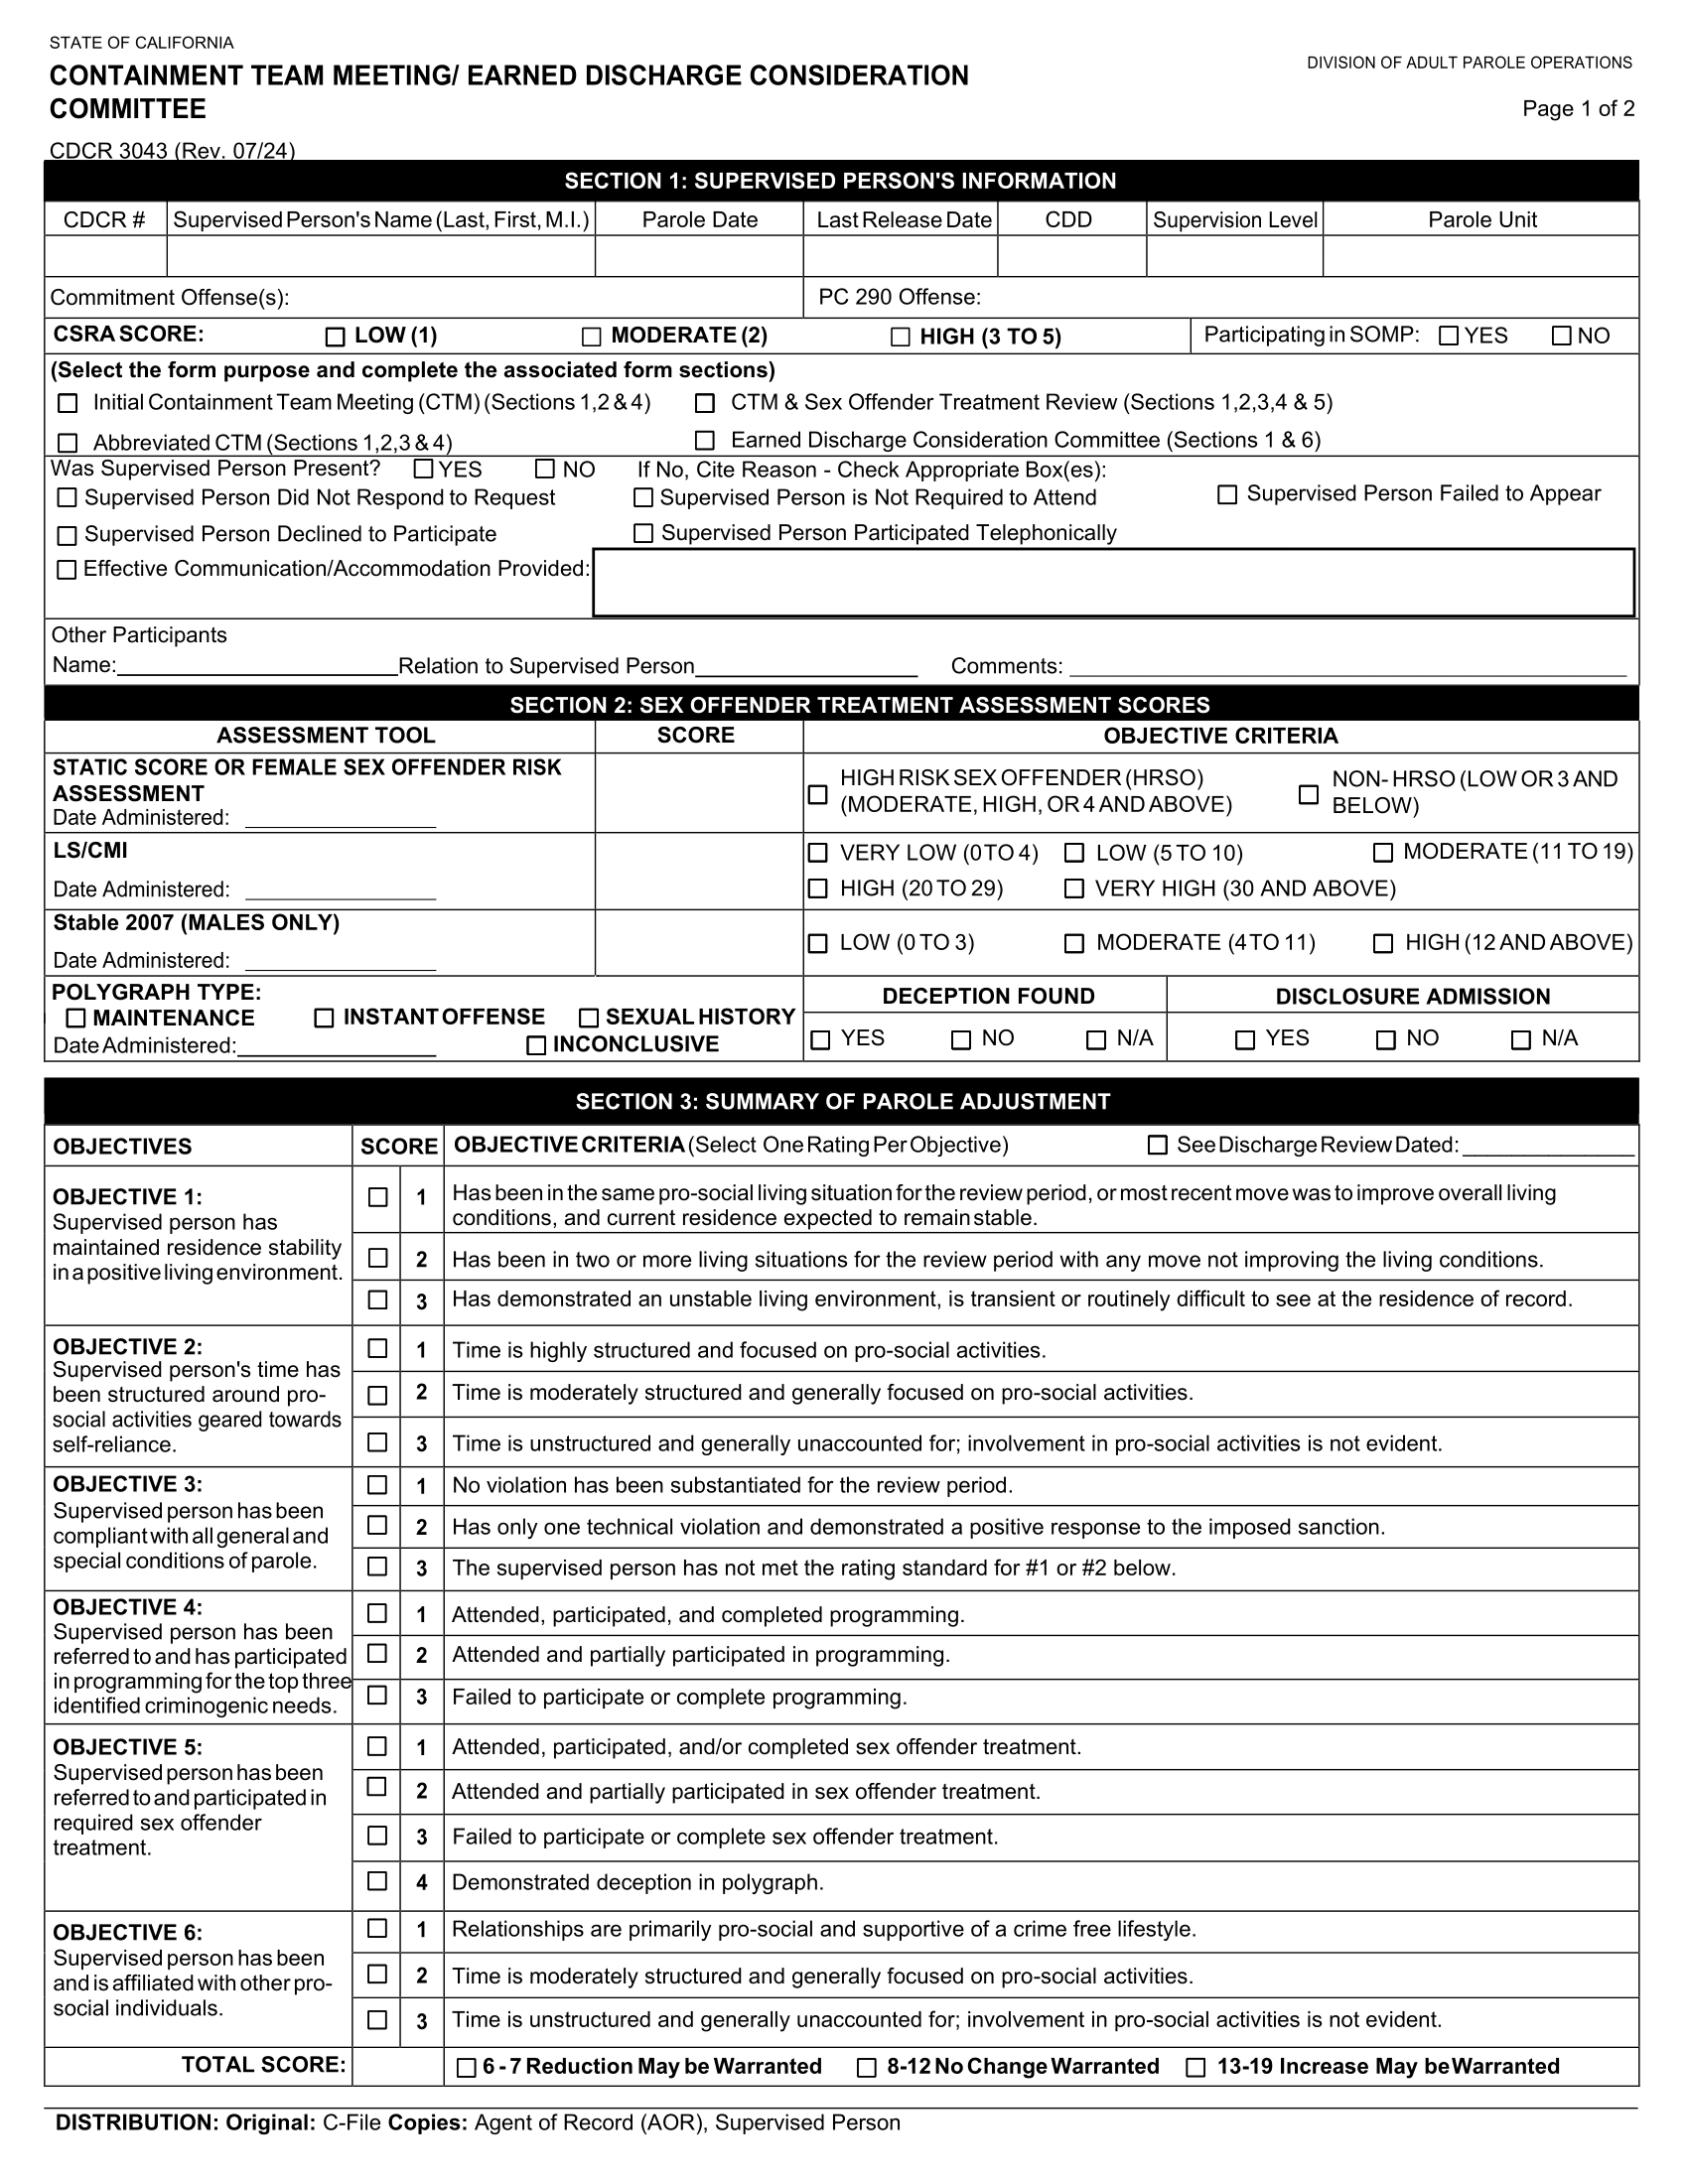 STATE OF CALIFORNIA
CONTAINMENT TEAM MEETING/ EARNED DISCHARGE CONSIDERATION
COMMITTEE
DIVISION OF ADULT PAROLE OPERATIONS
Page 1 of 2
CDCR 3043 (Rev. 07/24)
SECTION 1: SUPERVISED PERSON'S INFORMATION
CDCR # Supervised Person's Name (Last, First, M.I.) Parole Date Last Release Date CDD Supervision Level Parole Unit
Commitment Offense(s): PC 290 Offense:
CSRA SCORE: LOW (1) MODERATE (2) HIGH (3 TO 5) Participating in SOMP: YES NO
(Select the form purpose and complete the associated form sections)
Initial Containment Team Meeting (CTM) (Sections 1,2 & 4) CTM & Sex Offender Treatment Review (Sections 1,2,3,4 & 5)
Abbreviated CTM (Sections 1,2,3 & 4) Earned Discharge Consideration Committee (Sections 1 & 6)
Was Supervised Person Present? YES NO If No, Cite Reason - Check Appropriate Box(es):
Supervised Person Did Not Respond to Request Supervised Person is Not Required to Attend Supervised Person Failed to Appear
Supervised Person Declined to Participate Supervised Person Participated Telephonically
Effective Communication/Accommodation Provided:
Other Participants
Name: Relation to Supervised Person Comments:
SECTION 2: SEX OFFENDER TREATMENT ASSESSMENT SCORES
ASSESSMENT TOOL SCORE OBJECTIVE CRITERIA
STATIC SCORE OR FEMALE SEX OFFENDER RISK
ASSESSMENT
Date Administered:
HIGH RISK SEX OFFENDER (HRSO)
(MODERATE, HIGH, OR 4 AND ABOVE)
NON- HRSO (LOW OR 3 AND
BELOW)
LS/CMI
Date Administered:
VERY LOW (0 TO 4) LOW (5 TO 10) MODERATE (11 TO 19)
HIGH (20 TO 29) VERY HIGH (30 AND ABOVE)
Stable 2007 (MALES ONLY)
Date Administered:
LOW (0 TO 3) MODERATE (4 TO 11) HIGH (12 AND ABOVE)
POLYGRAPH TYPE:
MAINTENANCE INSTANT OFFENSE SEXUAL HISTORY
Date Administered: INCONCLUSIVE
DECEPTION FOUND DISCLOSURE ADMISSION
YES NO N/A YES NO N/A
SECTION 3: SUMMARY OF PAROLE ADJUSTMENT
OBJECTIVES SCORE OBJECTIVE CRITERIA (Select One Rating Per Objective) See Discharge Review Dated:
OBJECTIVE 1:
Supervised person has
maintained residence stability
in a positive living environment.
1 Has been in the same pro-social living situation for the review period, or most recent move was to improve overall living
conditions, and current residence expected to remain stable.
2 Has been in two or more living situations for the review period with any move not improving the living conditions.
3 Has demonstrated an unstable living environment, is transient or routinely difficult to see at the residence of record.
OBJECTIVE 2:
Supervised person's time has
been structured around pro-
social activities geared towards
self-reliance.
1 Time is highly structured and focused on pro-social activities.
2 Time is moderately structured and generally focused on pro-social activities.
3 Time is unstructured and generally unaccounted for; involvement in pro-social activities is not evident.
OBJECTIVE 3:
Supervised person has been
compliant with all general and
special conditions of parole.
1 No violation has been substantiated for the review period.
2 Has only one technical violation and demonstrated a positive response to the imposed sanction.
3 The supervised person has not met the rating standard for #1 or #2 below.
OBJECTIVE 4:
Supervised person has been
referred to and has participated
in programming for the top three
identified criminogenic needs.
1 Attended, participated, and completed programming.
2 Attended and partially participated in programming.
3 Failed to participate or complete programming.
OBJECTIVE 5:
Supervised person has been
referred to and participated in
required sex offender
treatment.
1 Attended, participated, and/or completed sex offender treatment.
2 Attended and partially participated in sex offender treatment.
3 Failed to participate or complete sex offender treatment.
4 Demonstrated deception in polygraph.
OBJECTIVE 6:
Supervised person has been
and is affiliated with other pro-
social individuals.
1 Relationships are primarily pro-social and supportive of a crime free lifestyle.
2 Time is moderately structured and generally focused on pro-social activities.
3 Time is unstructured and generally unaccounted for; involvement in pro-social activities is not evident.
TOTAL SCORE: 6 - 7 Reduction May be Warranted 8-12 No Change Warranted 13-19 Increase May be Warranted
DISTRIBUTION: Original: C-File Copies: Agent of Record (AOR), Supervised Person